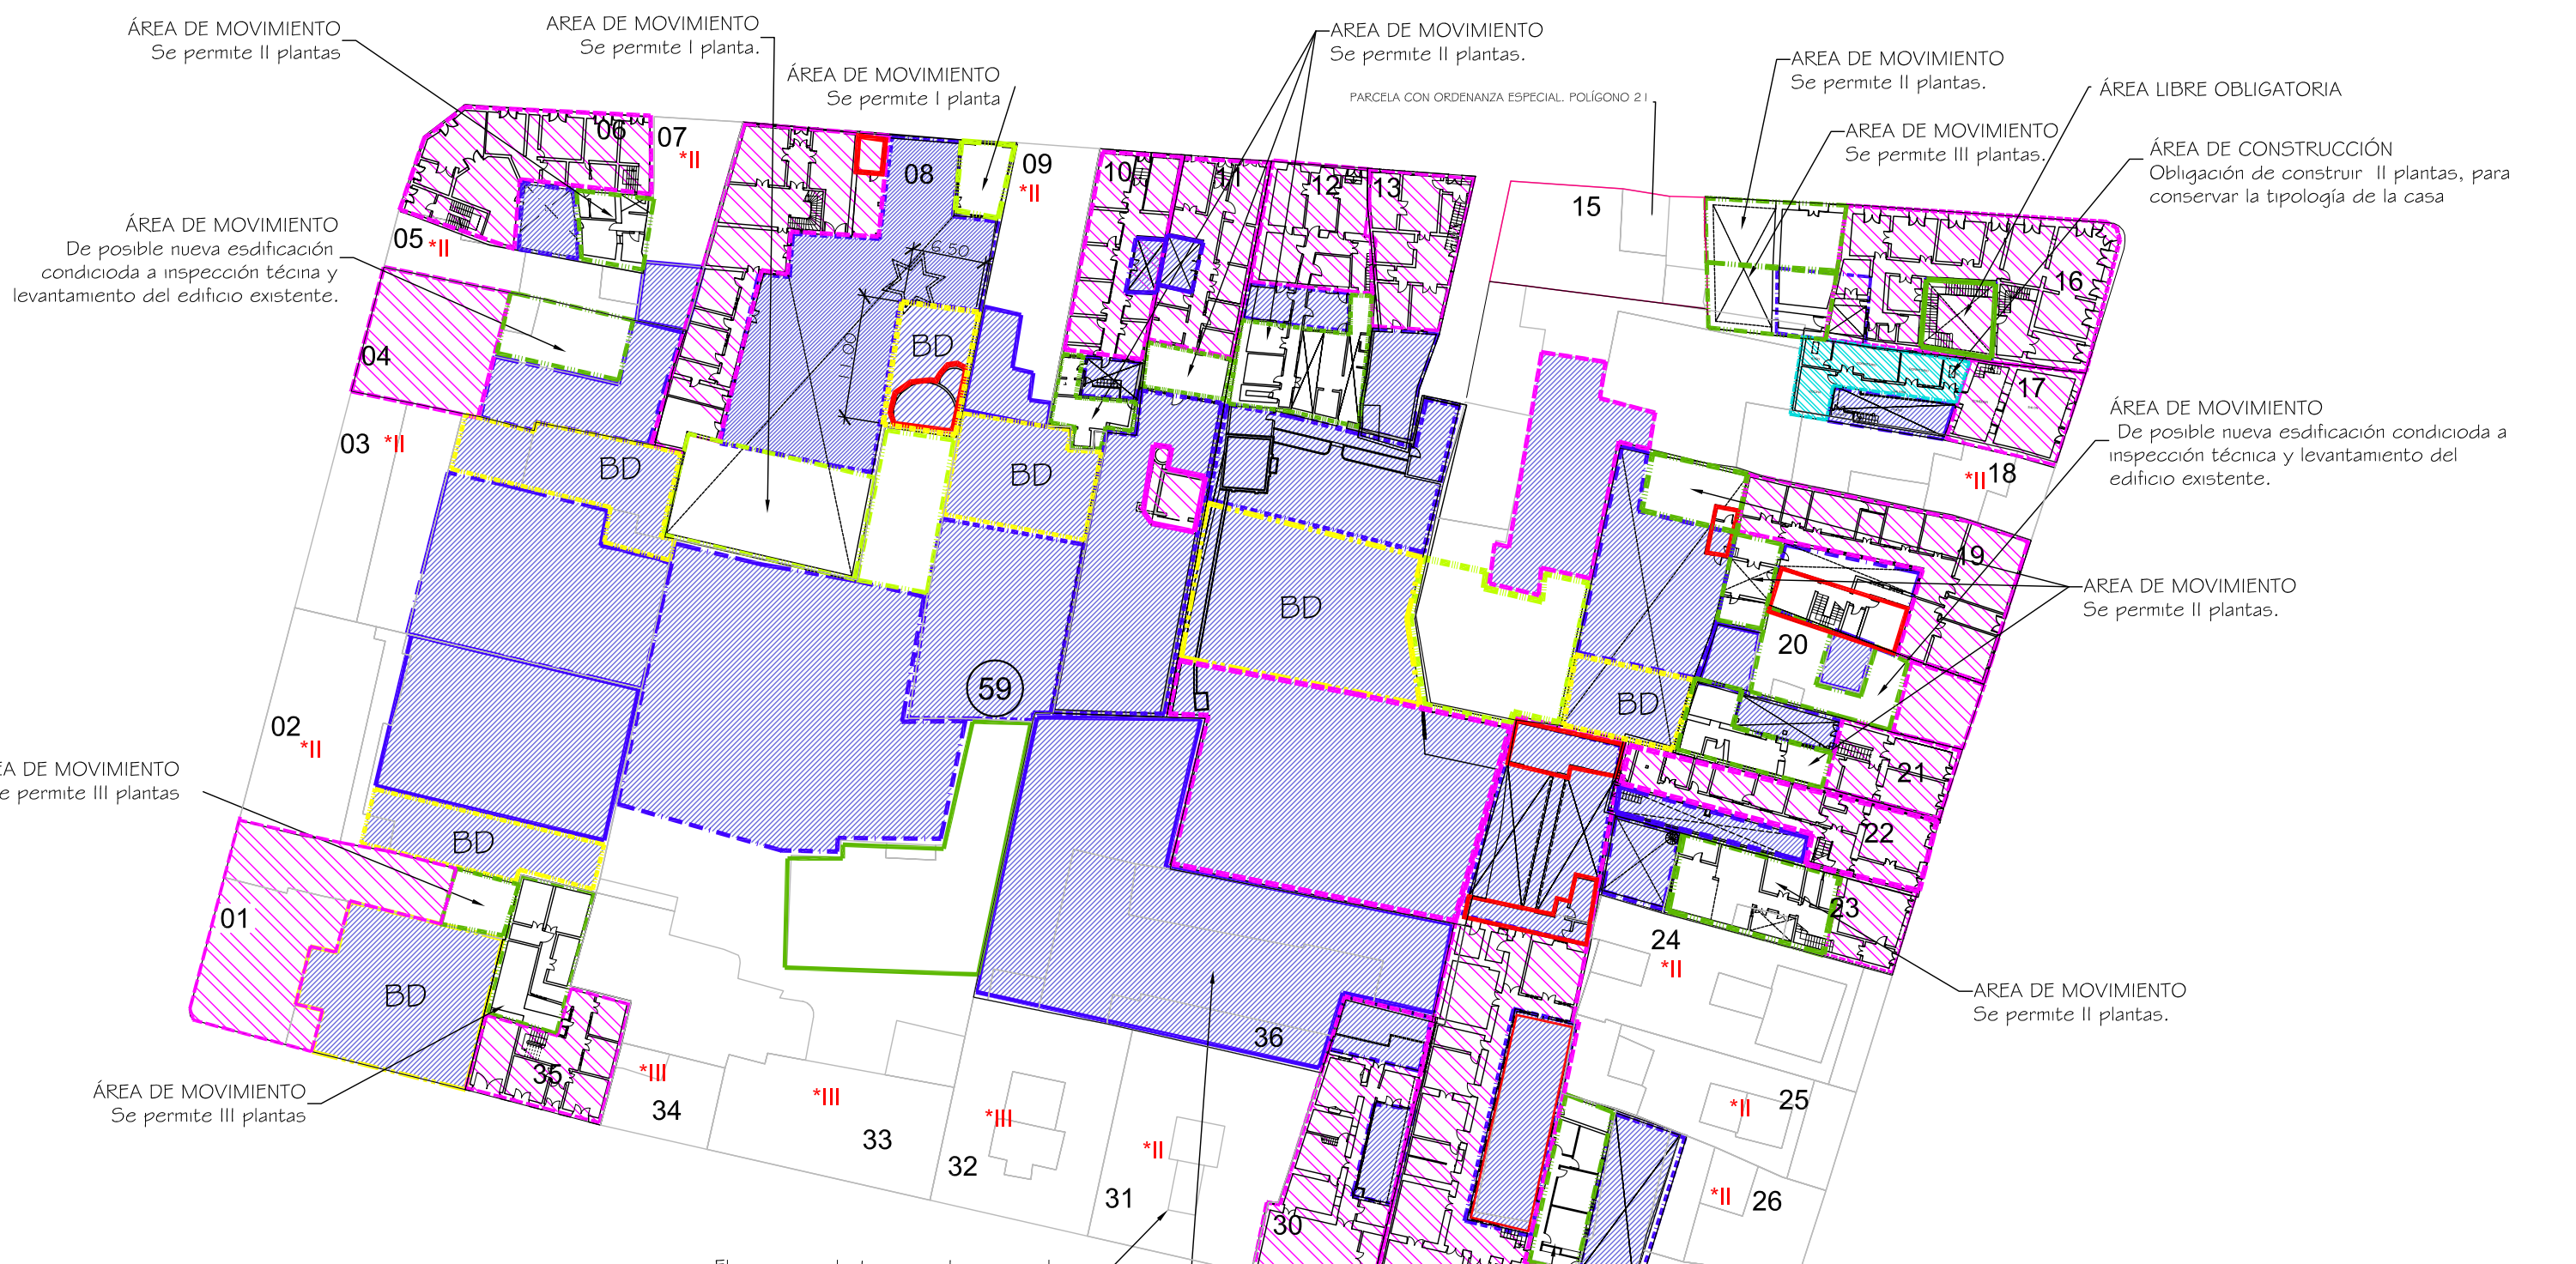 ÁREA DE MOVIMIENTO
Se permite II plantas
AREA DE MOVIMIENTO
Se permite I planta.
ÁREA DE MOVIMIENTO
Se permite I planta
AREA DE MOVIMIENTO
Se permite II plantas.
PARCELA CON ORDENANZA ESPECIAL. POLÍGONO 21
AREA DE MOVIMIENTO
Se permite II plantas.
AREA DE MOVIMIENTO
Se permite III plantas.
ÁREA LIBRE OBLIGATORIA
ÁREA DE CONSTRUCCIÓN
Obligación de construir II plantas, para
conservar la tipología de la casa
06
07
*II
08
09
*II
10
11
12
13
15
16
17
ÁREA DE MOVIMIENTO
De posible nueva esdificación
condicioda a inspección técina y
levantamiento del edificio existente.
05
*II
6.50
11.00
BD
04
03
*II
BD
BD
BD
*II
18
ÁREA DE MOVIMIENTO
De posible nueva esdificación condicioda a
inspección técnica y levantamiento del
edificio existente.
19
AREA DE MOVIMIENTO
Se permite II plantas.
20
BD
59
02
*II
21
22
23
EA DE MOVIMIENTO
e permite III plantas
BD
01
BD
24
*II
AREA DE MOVIMIENTO
Se permite II plantas.
36
35
ÁREA DE MOVIMIENTO
Se permite III plantas
*III
34
*III
33
*III
32
*II
31
30
*II
25
*II
26